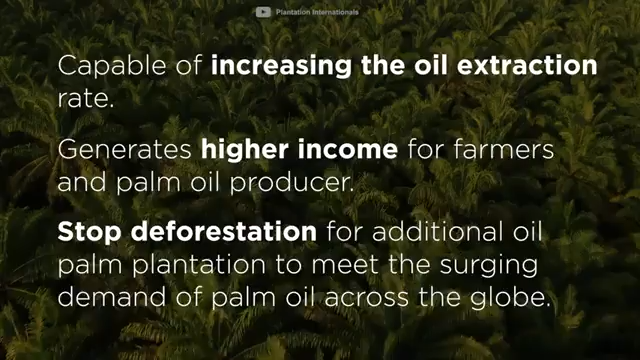 Plantation Internationals
Capable of increasing the oil extraction
rate.
Generates higher income for farmers
and palm oil producer.
Stop deforestation for additional oil
palm plantation to meet the surging
demand of palm oil across the globe.